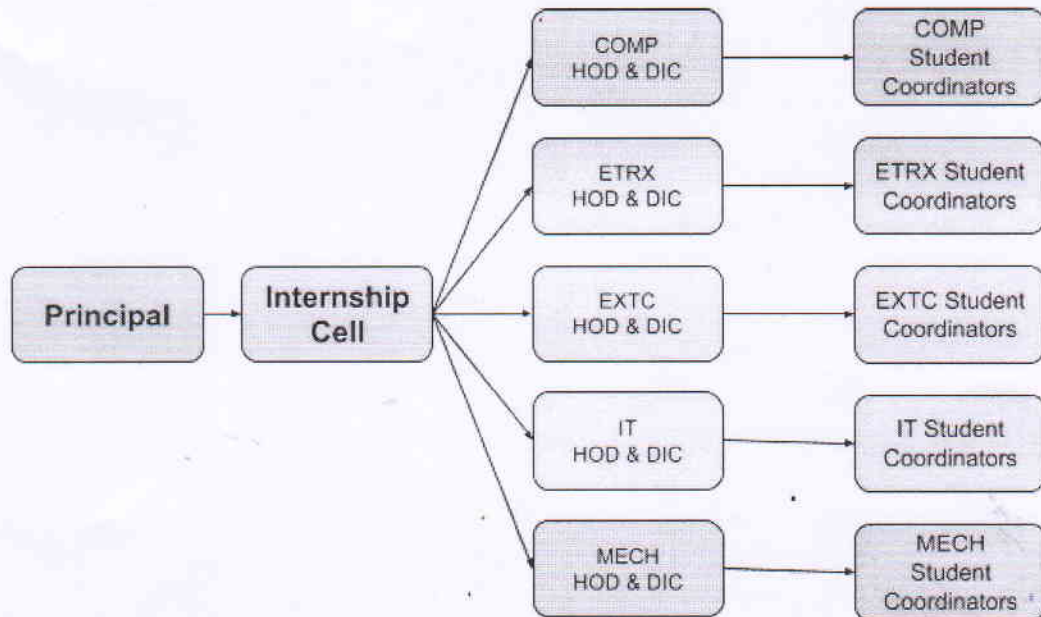 COMP
HOD & DIC
COMP
Student
Coordinators
ETRX
HOD & DIC
ETRX Student
Coordinators
Principal
Internship
Cell
EXTC
HOD & DIC
EXTC Student
Coordinators
IT
HOD & DIC
IT Student
Coordinators
MECH
HOD & DIC
MECH
Student
Coordinators